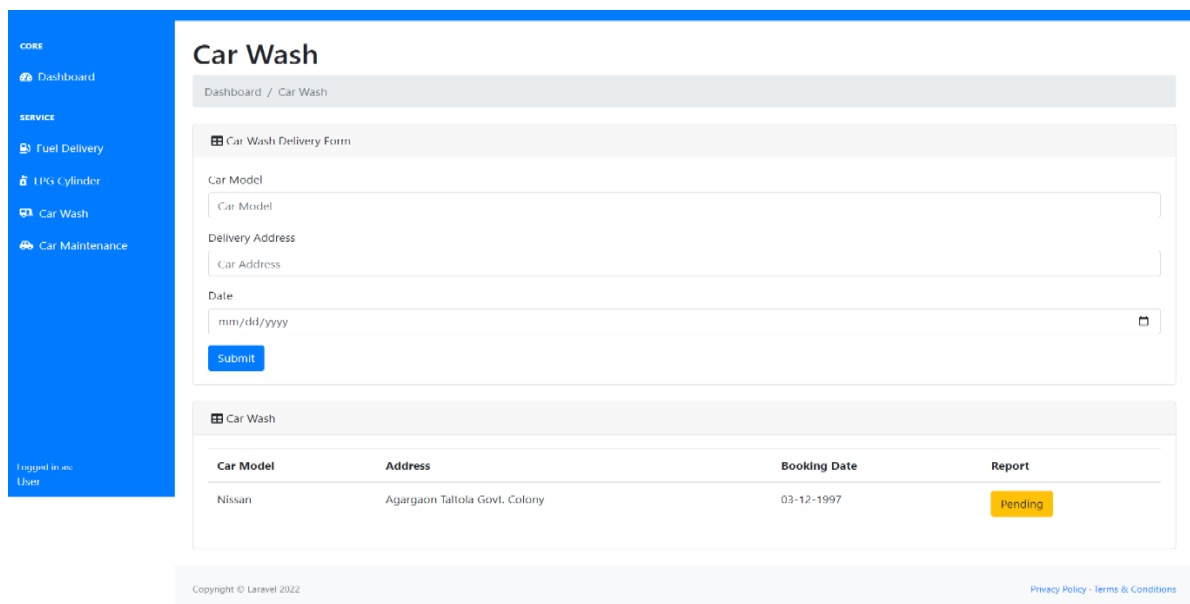 CORE
Dashboard
SERVICE
Fuel Delivery
LPG Cylinder
Car Wash
Car Maintenance
Logged in as:
User
Car Wash
Dashboard / Car Wash
Car Wash Delivery Form
Car Model
Car Model
Delivery Address
Car Address
Date
mm/dd/yyyy
Submit
Car Wash
Car Model Address Booking Date Report
Nissan Agargaon Taltola Govt. Colony 03-12-1997 Pending
Copyright © Laravel 2022 Privacy Policy · Terms & Conditions